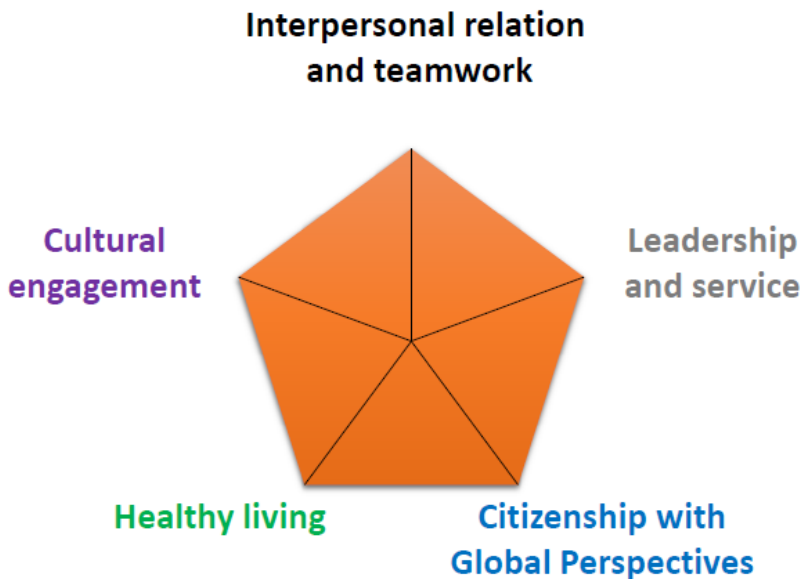 Interpersonal relation
and teamwork
Cultural
engagement
Leadership
and service
Healthy living
Citizenship with
Global Perspectives